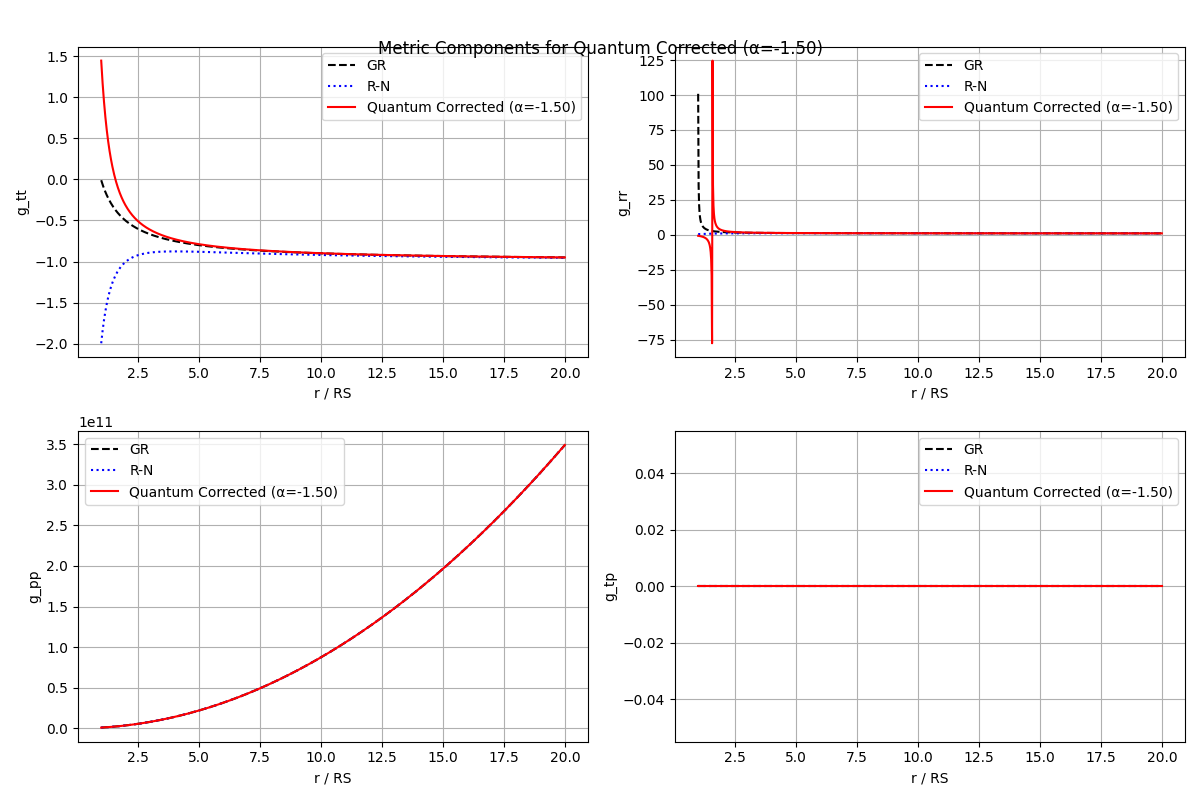 Metric Components for Quantum Corrected (α=-1.50)
1.5
1.0
0.5
0.0
−0.5
−1.0
−1.5
−2.0
g_tt
GR
R-N
Quantum Corrected (α=-1.50)
2.5 5.0 7.5 10.0 12.5 15.0 17.5 20.0
r / RS
125
100
75
50
25
0
−25
−50
−75
g_rr
GR
R-N
Quantum Corrected (α=-1.50)
2.5 5.0 7.5 10.0 12.5 15.0 17.5 20.0
r / RS
1e11
3.5
3.0
2.5
2.0
1.5
1.0
0.5
0.0
g_pp
GR
R-N
Quantum Corrected (α=-1.50)
2.5 5.0 7.5 10.0 12.5 15.0 17.5 20.0
r / RS
0.04
0.02
0.00
−0.02
−0.04
g_tp
GR
R-N
Quantum Corrected (α=-1.50)
2.5 5.0 7.5 10.0 12.5 15.0 17.5 20.0
r / RS